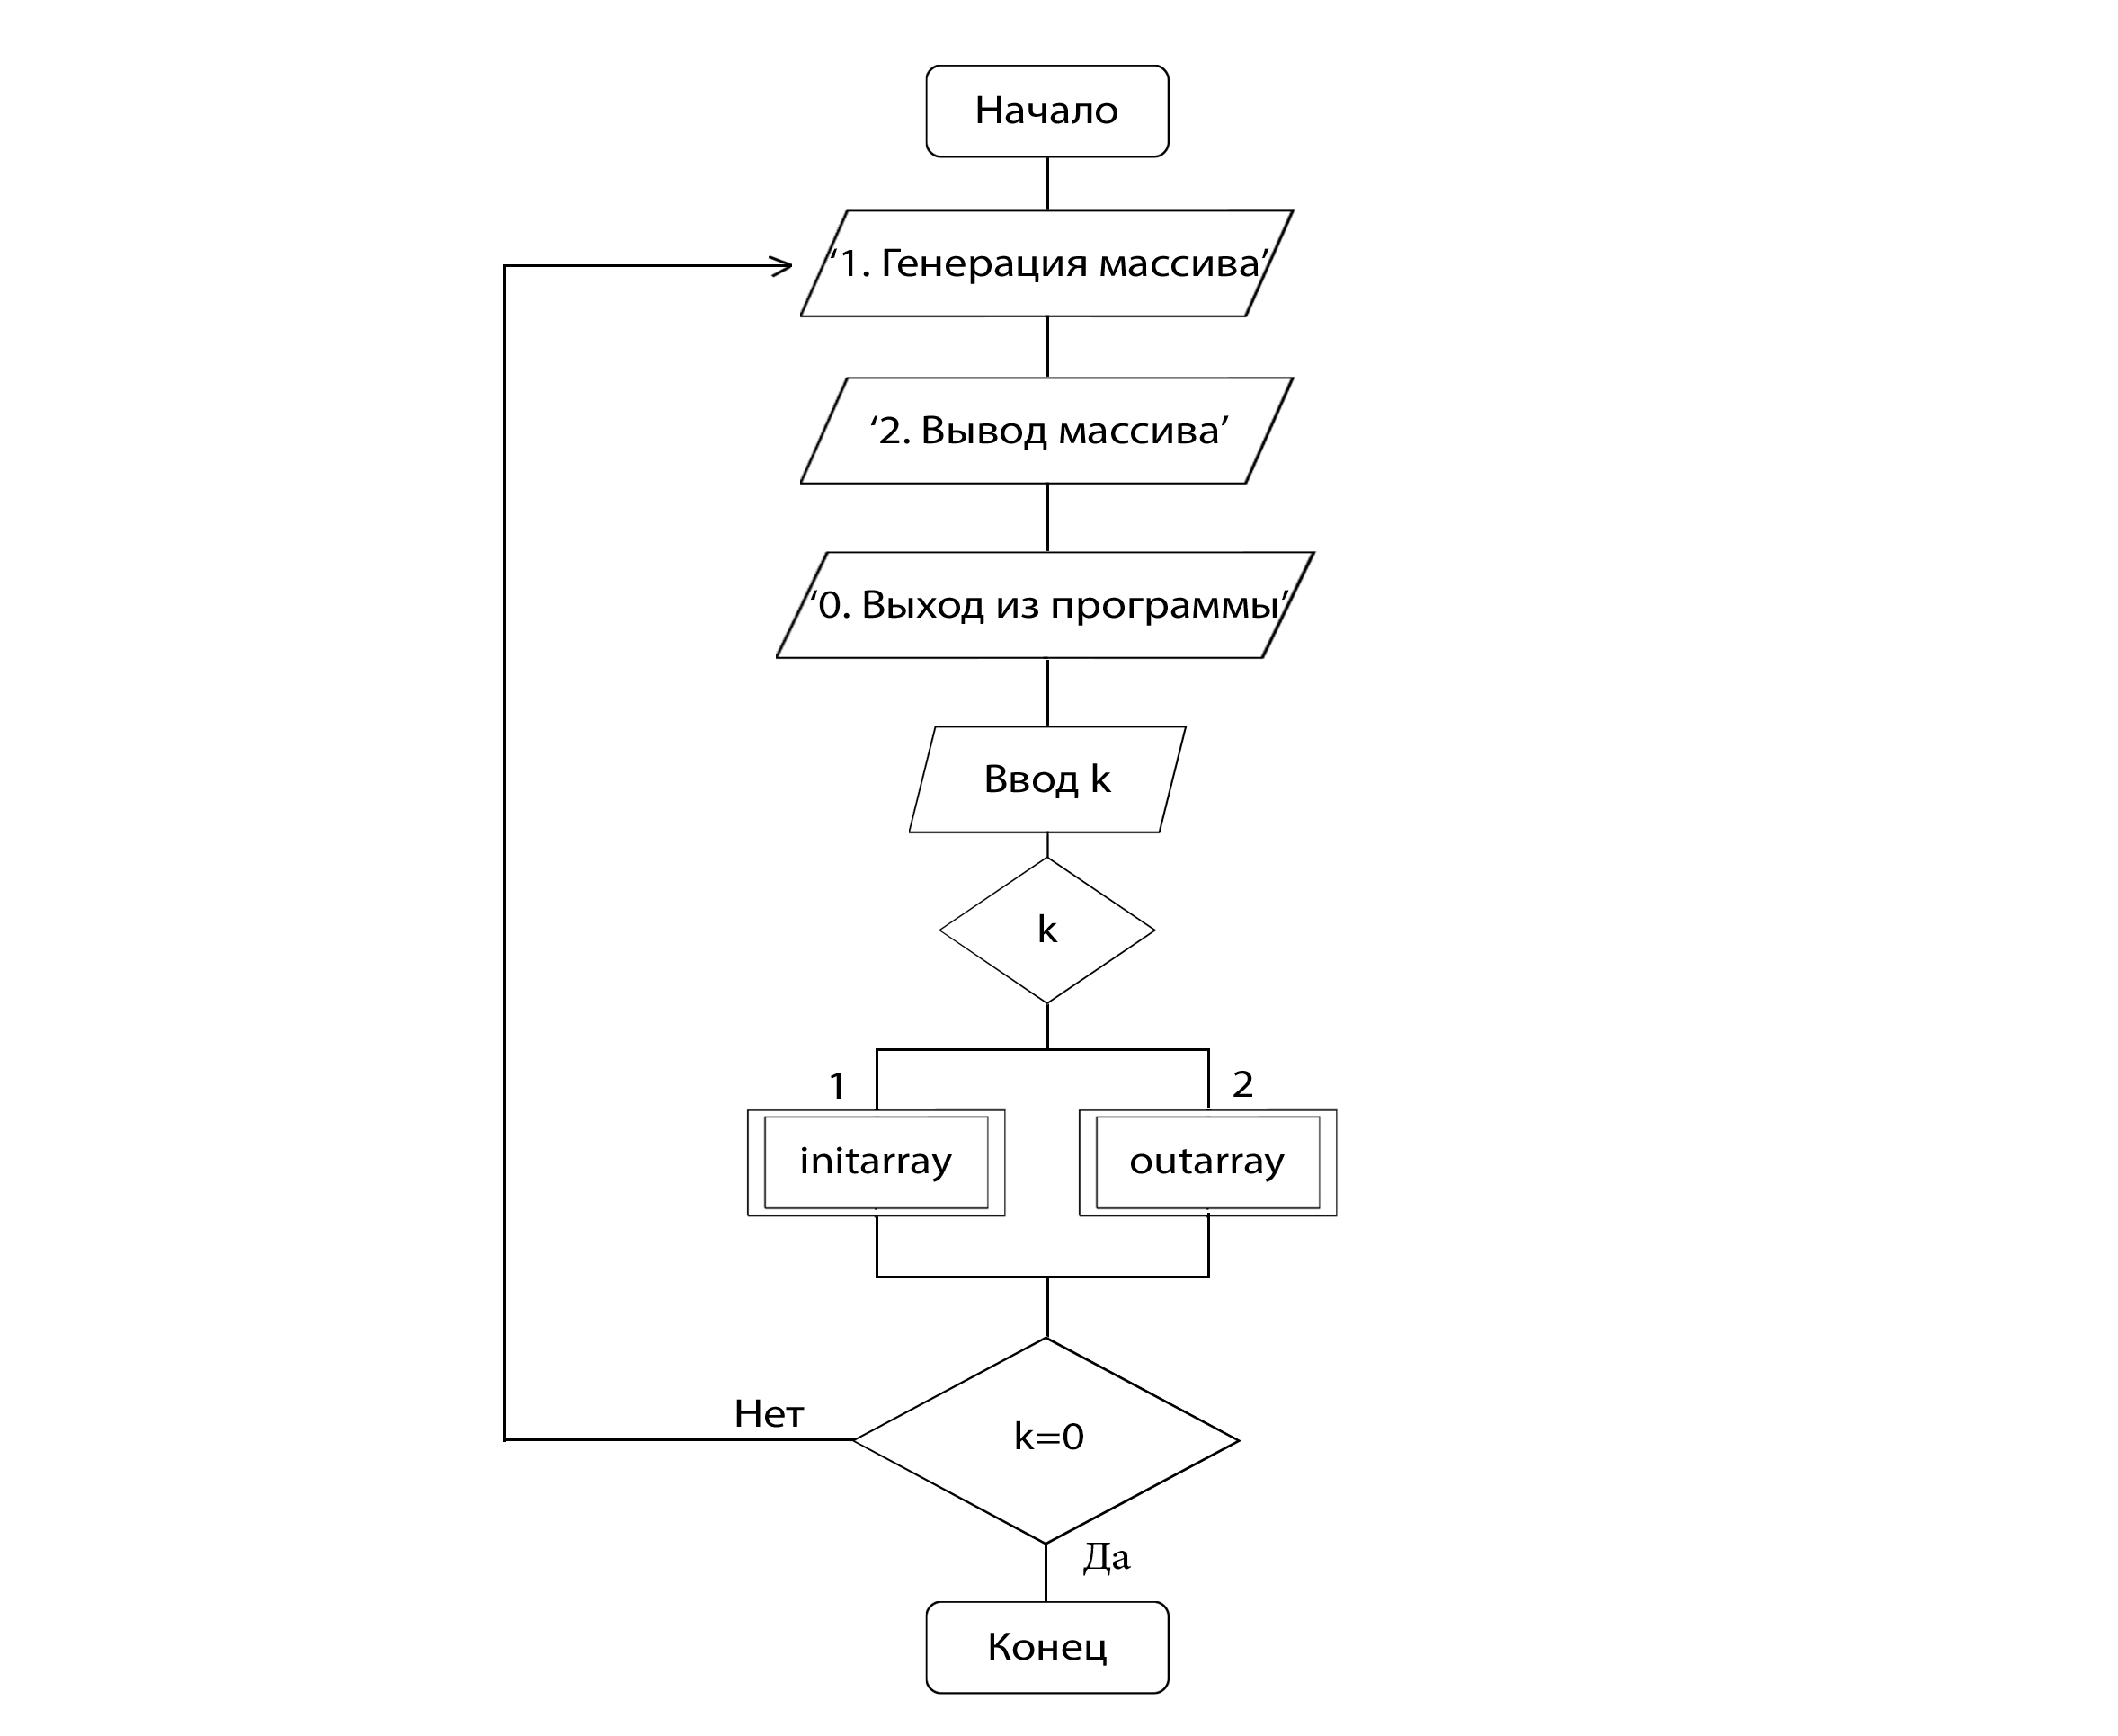 Начало
‘1. Генерация массива’
‘2. Вывод массива’
‘0. Выход из программы’
Ввод k
k
1
2
initarray
outarray
Нет
k=0
Да
Конец